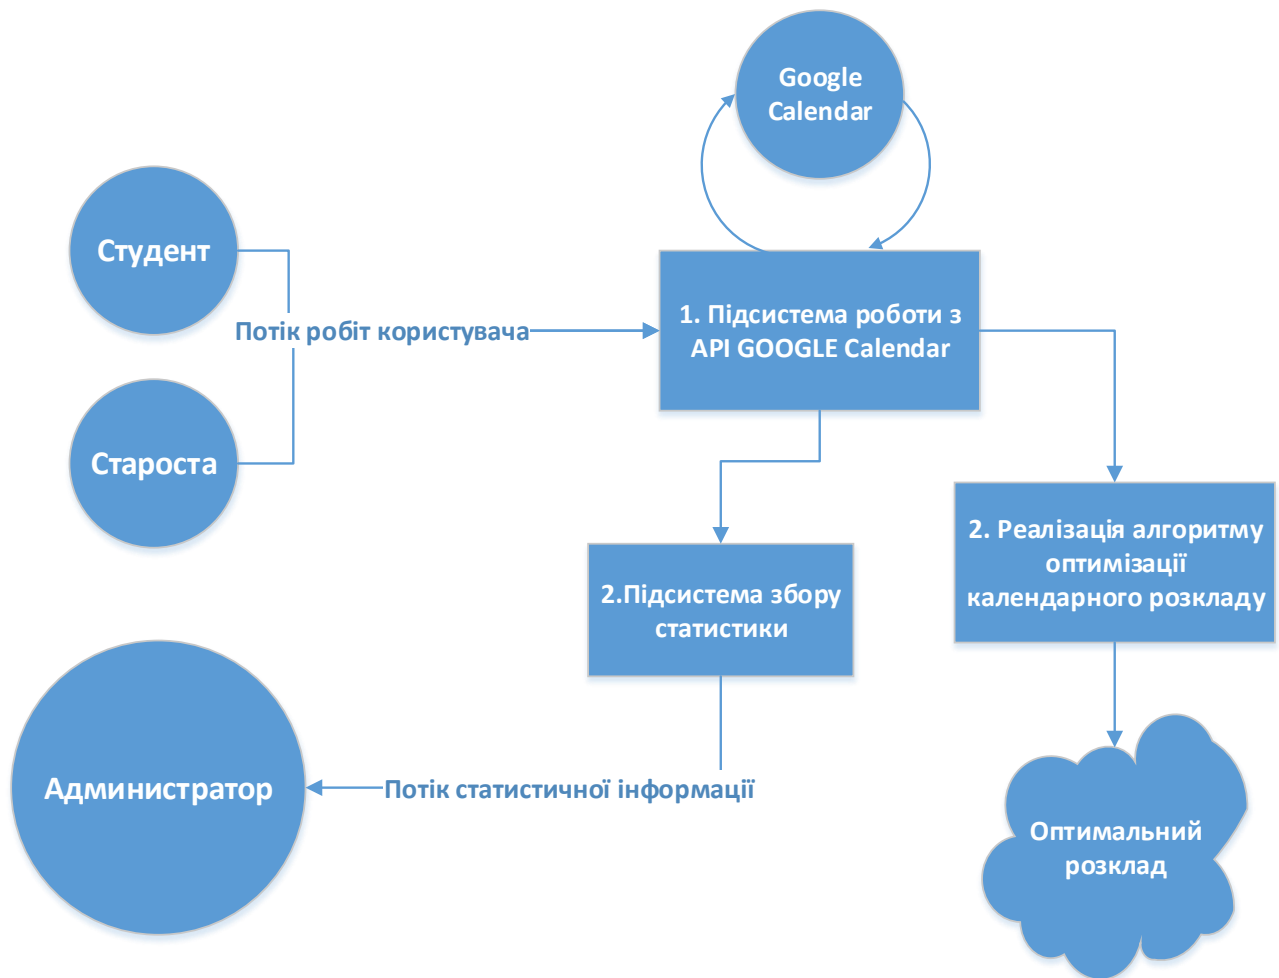 Google
Calendar
Студент
Потік робіт користувача
1. Підсистема роботи з
API GOOGLE Calendar
Староста
2. Реалізація алгоритму
оптимізації
календарного розкладу
2.Підсистема збору
статистики
Администратор
Потік статистичної інформації
Оптимальний
розклад